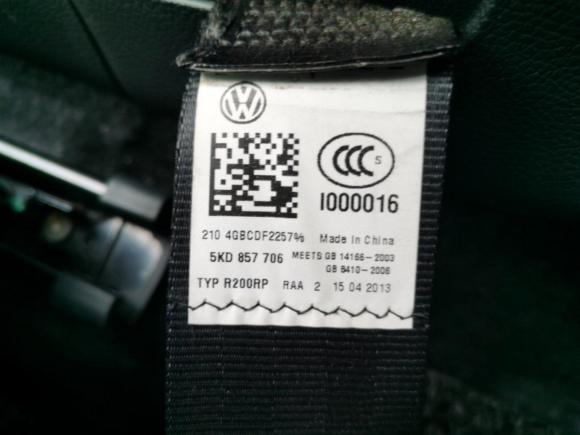 VW
CCC S
I000016
210 4GBCDF2257% Made in China
5KD 857 706 MEETS GB 14166-2003
GB 8410-2006
TYP R200RP RAA 2 15 04 2013